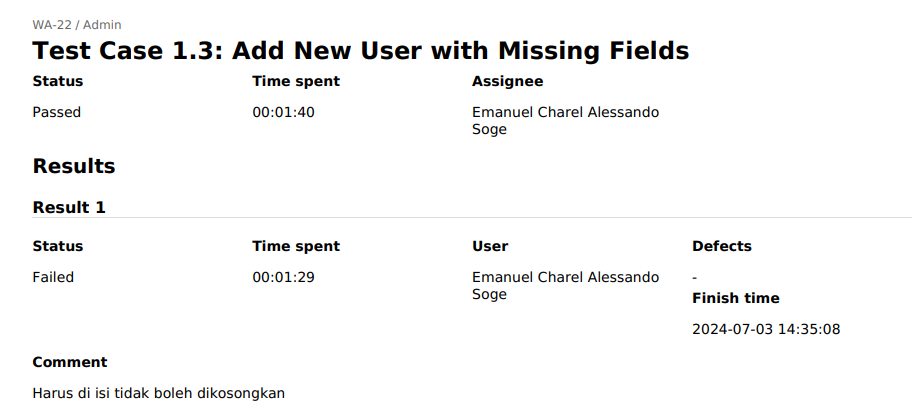 WA-22 / Admin
Test Case 1.3: Add New User with Missing Fields
Status Time spent Assignee
Passed 00:01:40 Emanuel Charel Alessando
Soge
Results
Result 1
Status Time spent User Defects
Failed 00:01:29 Emanuel Charel Alessando -
Soge
Finish time
2024-07-03 14:35:08
Comment
Harus di isi tidak boleh dikosongkan